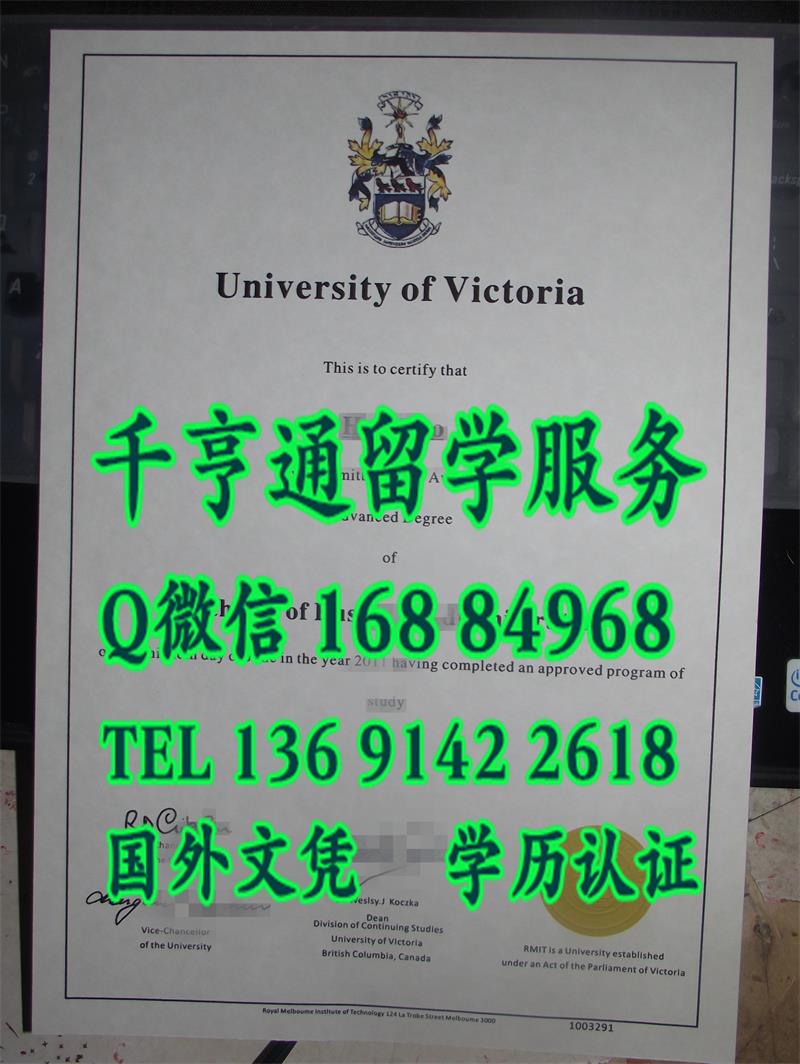 University of Victoria
This is to certify that
千亨通留学服务
Degree
of
Q微信 168 84968
of
in the year 2011 having completed an approved program of
study
TEL 136 9142 2618
国外文凭 学历认证
Koczka
Dean
Division of Continuing Studies
University of Victoria
British Columbia, Canada
Vice-Chancellor
of the University
RMIT is a University established
under an Act of the Parliament of Victoria
Royal Melbourne Institute of Technology 124 La Trobe Street Melbourne 3000
1003291